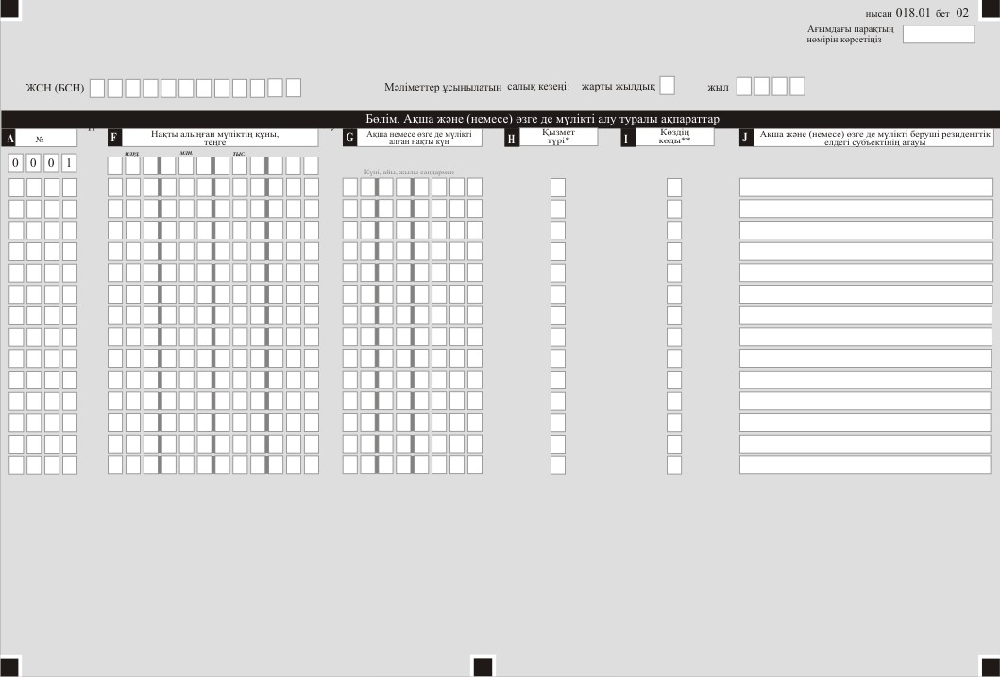 нысан 018.01 бет 02
Ағымдағы парақтың
нөмірін көрсетіңіз
ЖСН (БСН)
Мәліметтер ұсынылатын салық кезеңі: жарты жылдық жыл
Бөлім. Ақша және (немесе) өзге де мүлікті алу туралы ақпараттар
A №
F Нақты алынған мүліктің құны,
теңге
G Ақша немесе өзге де мүлікті
алған нақты күн
H Қызмет
түрі*
I Көздің
коды**
J Ақша және (немесе) өзге де мүлікті беруші резиденттік
елдегі субъектінің атауы
млрд. млн. тыс.
0 0 0 1
Күні, айы, жылы сандармен